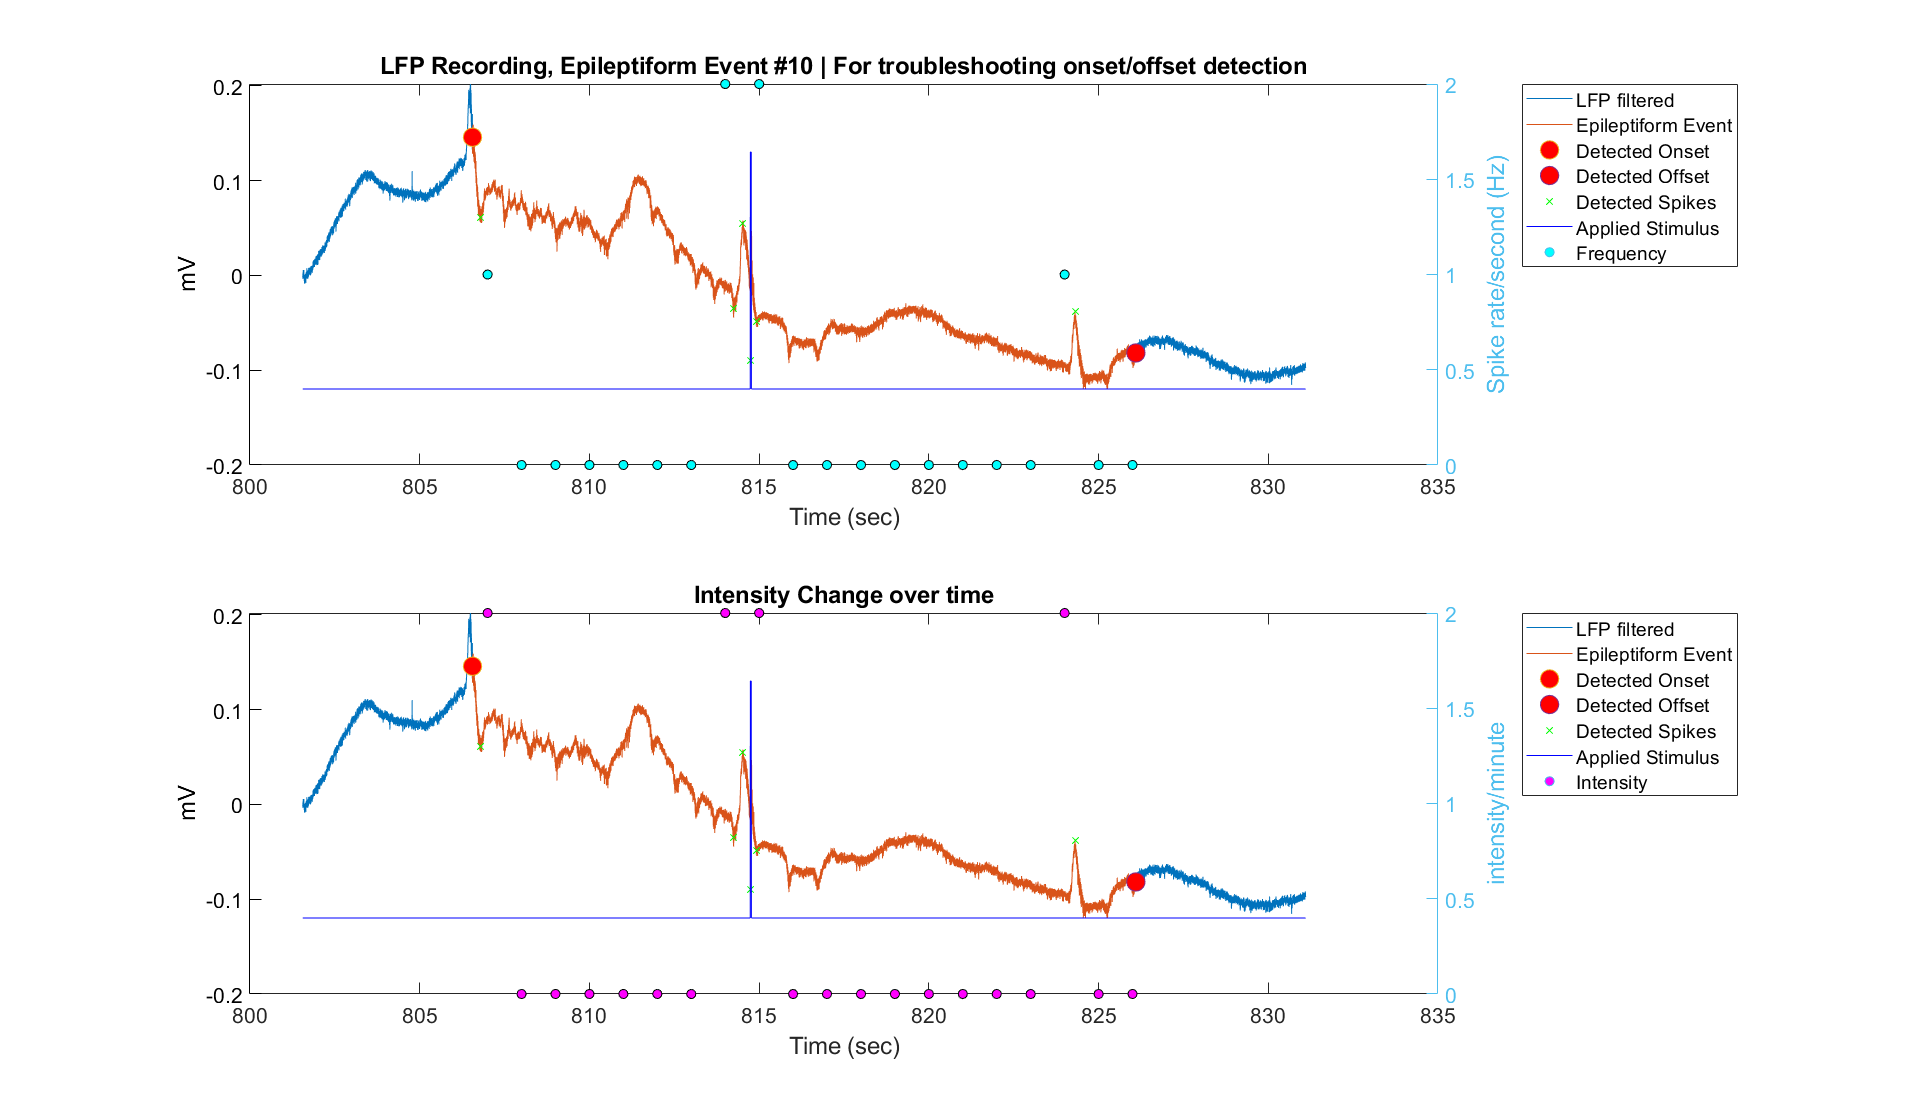 LFP Recording, Epileptiform Event #10 | For troubleshooting onset/offset detection
0.2
0.1
0
-0.1
-0.2
mV
800
805
810
815
820
825
830
835
Time (sec)
2
1.5
1
0.5
0
Spike rate/second (Hz)
LFP filtered
Epileptiform Event
Detected Onset
Detected Offset
Detected Spikes
Applied Stimulus
Frequency
Intensity Change over time
0.2
0.1
0
-0.1
-0.2
mV
800
805
810
815
820
825
830
835
Time (sec)
2
1.5
1
0.5
0
intensity/minute
LFP filtered
Epileptiform Event
Detected Onset
Detected Offset
Detected Spikes
Applied Stimulus
Intensity